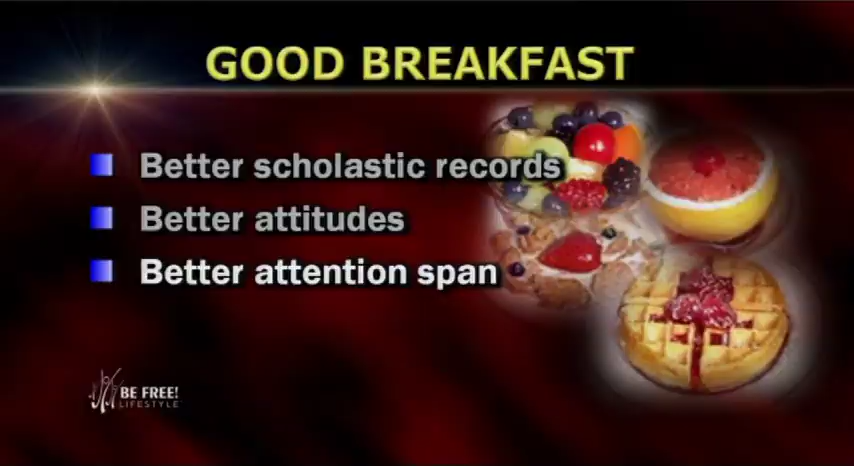 GOOD BREAKFAST
Better scholastic records
Better attitudes
Better attention span
BE FREE!
LIFESTYLE